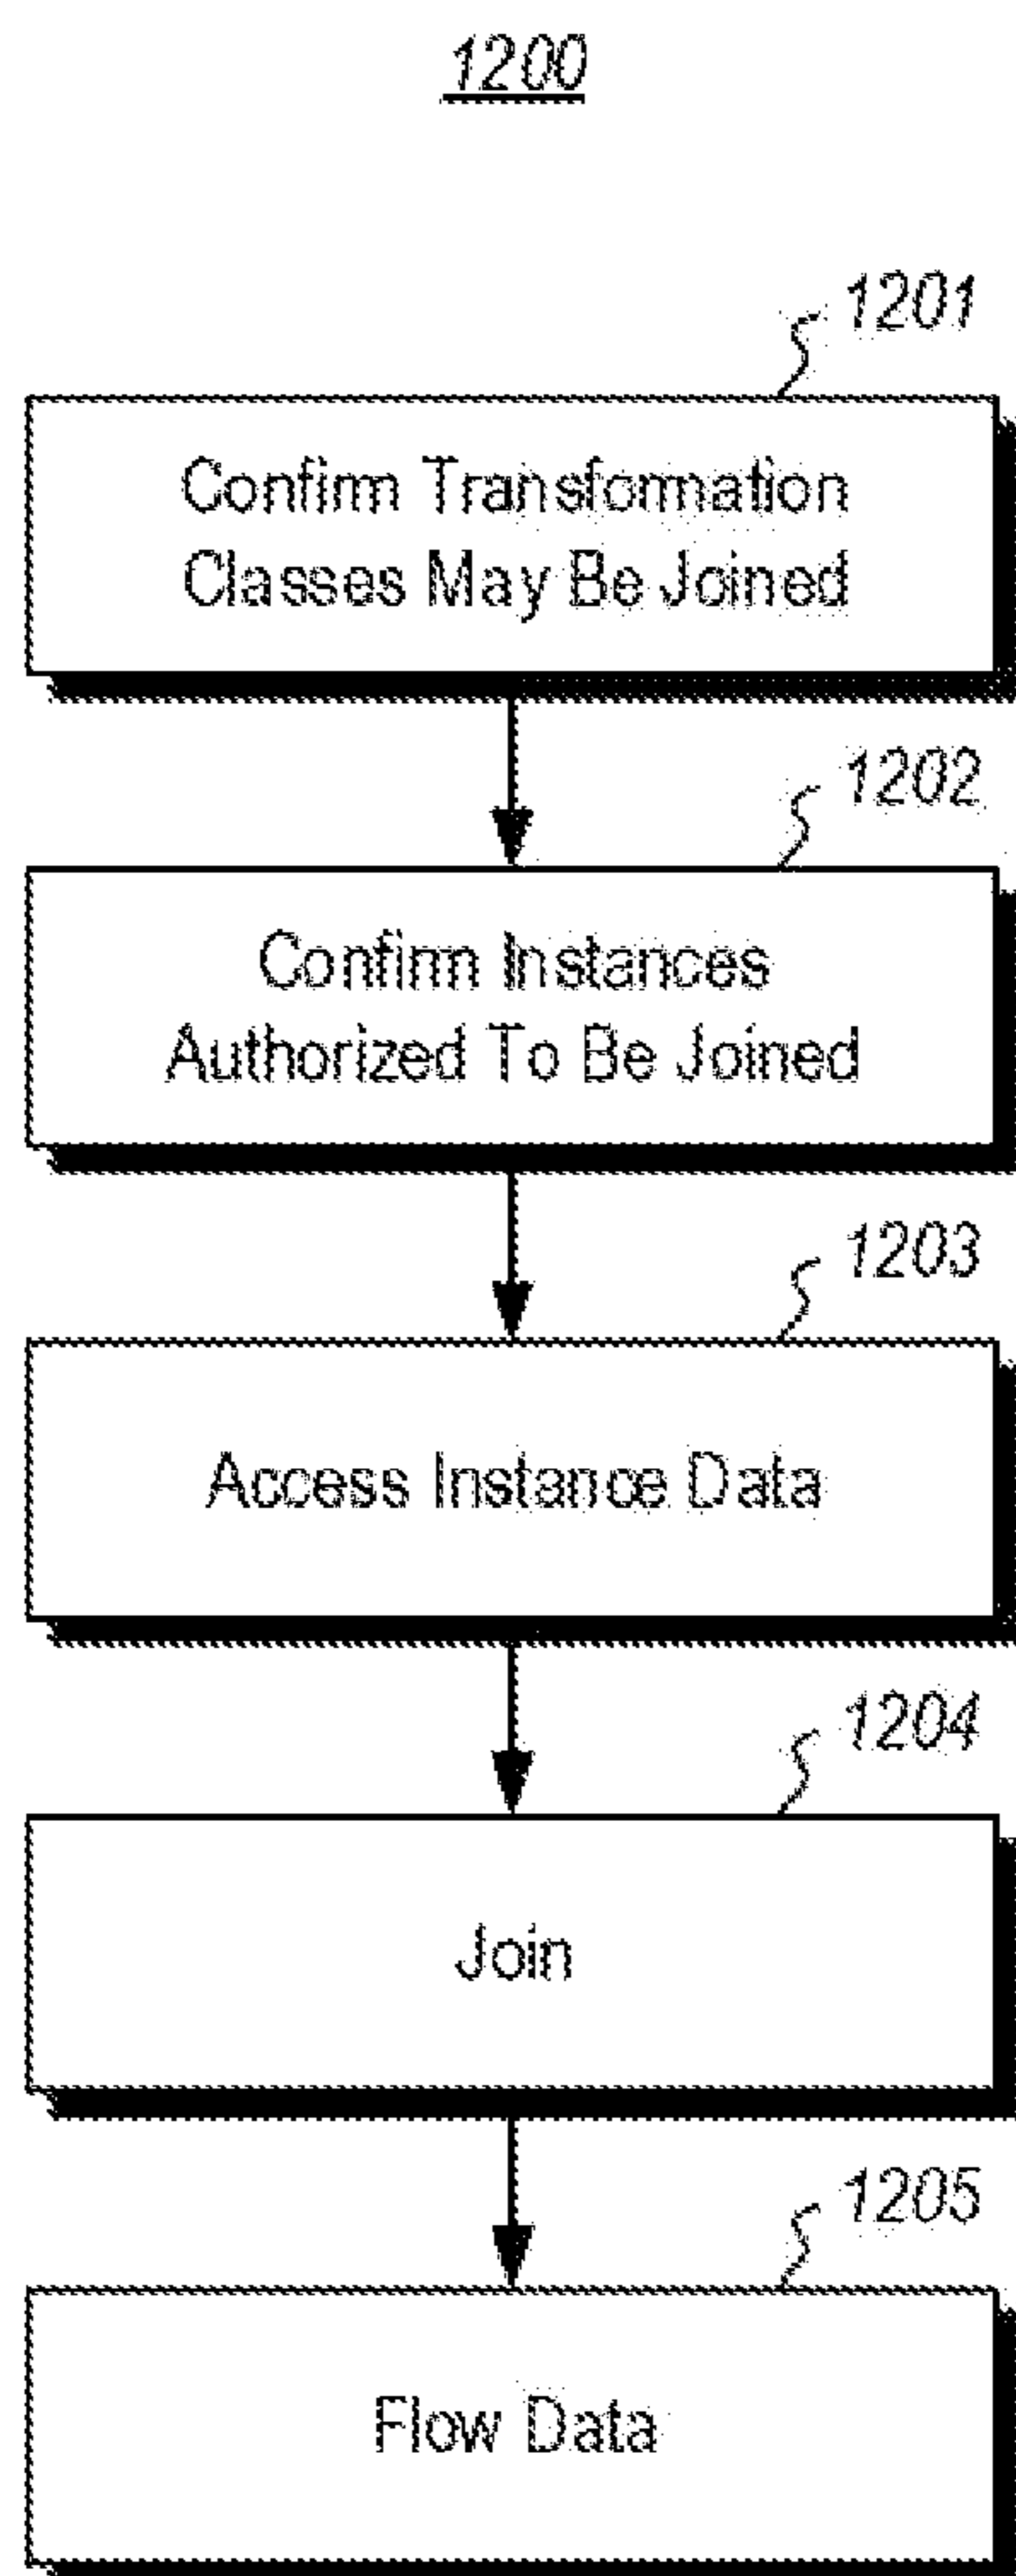 1200
1201
Confirm Transformation
Classes May Be Joined
1202
Confirm Instances
Authorized To Be Joined
1203
Access Instance Data
1204
Join
1205
Flow Data